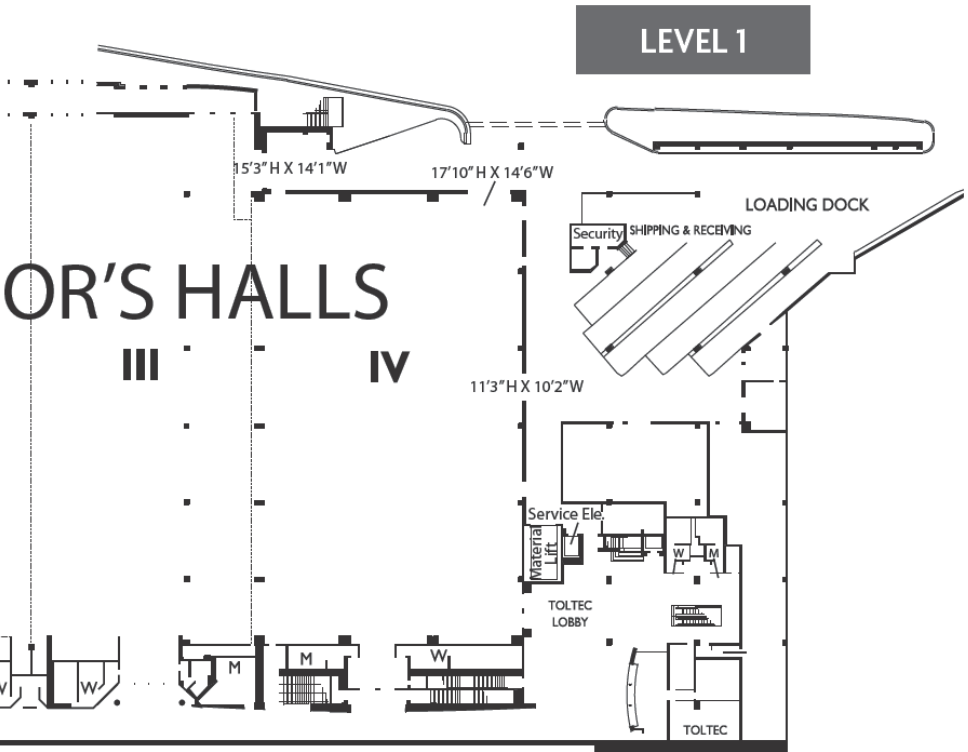 LEVEL 1
15'3"H X 14'1"W
17'10"H X 14'6"W
LOADING DOCK
Security
SHIPPING & RECEIVING
OR'S HALLS
III
IV
11'3"H X 10'2"W
Service Ele.
Material
Lift
W
M
TOLTEC
LOBBY
W
W
M
M
W
TOLTEC